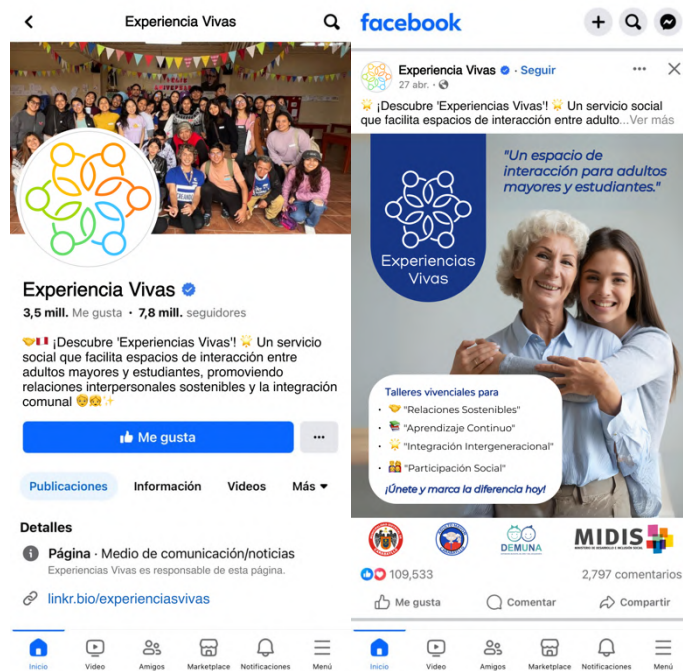 Experiencia Vivas
Experiencia Vivas
3,5 mill. Me gusta • 7,8 mill. seguidores
🤝🇵🇪 ¡Descubre 'Experiencias Vivas'! 🌟 Un servicio
social que facilita espacios de interacción entre
adultos mayores y estudiantes, promoviendo
relaciones interpersonales sostenibles y la integración
comunal 👴👧✨
Me gusta
Publicaciones Información Videos Más
Detalles
Página · Medio de comunicación/noticias
Experiencias Vivas es responsable de esta página.
linkr.bio/experienciasvivas
Inicio Video Amigos Marketplace Notificaciones Menú
facebook
Experiencia Vivas · Seguir
27 abr. ·
🌟 ¡Descubre 'Experiencias Vivas'! 🌟 Un servicio social
que facilita espacios de interacción entre adulto...Ver más
"Un espacio de
interacción para adultos
mayores y estudiantes."
Experiencias
Vivas
Talleres vivenciales para
• 🤝 "Relaciones Sostenibles"
• 📚 "Aprendizaje Continuo"
• 🌟 "Integración Intergeneracional"
• 👫 "Participación Social"
¡Únete y marca la diferencia hoy!
DEMUNA
MIDIS
MINISTERIO DE DESARROLLO E INCLUSIÓN SOCIAL
109,533 2,797 comentarios
Me gusta Comentar Compartir
Inicio Video Amigos Marketplace Notificaciones Menú